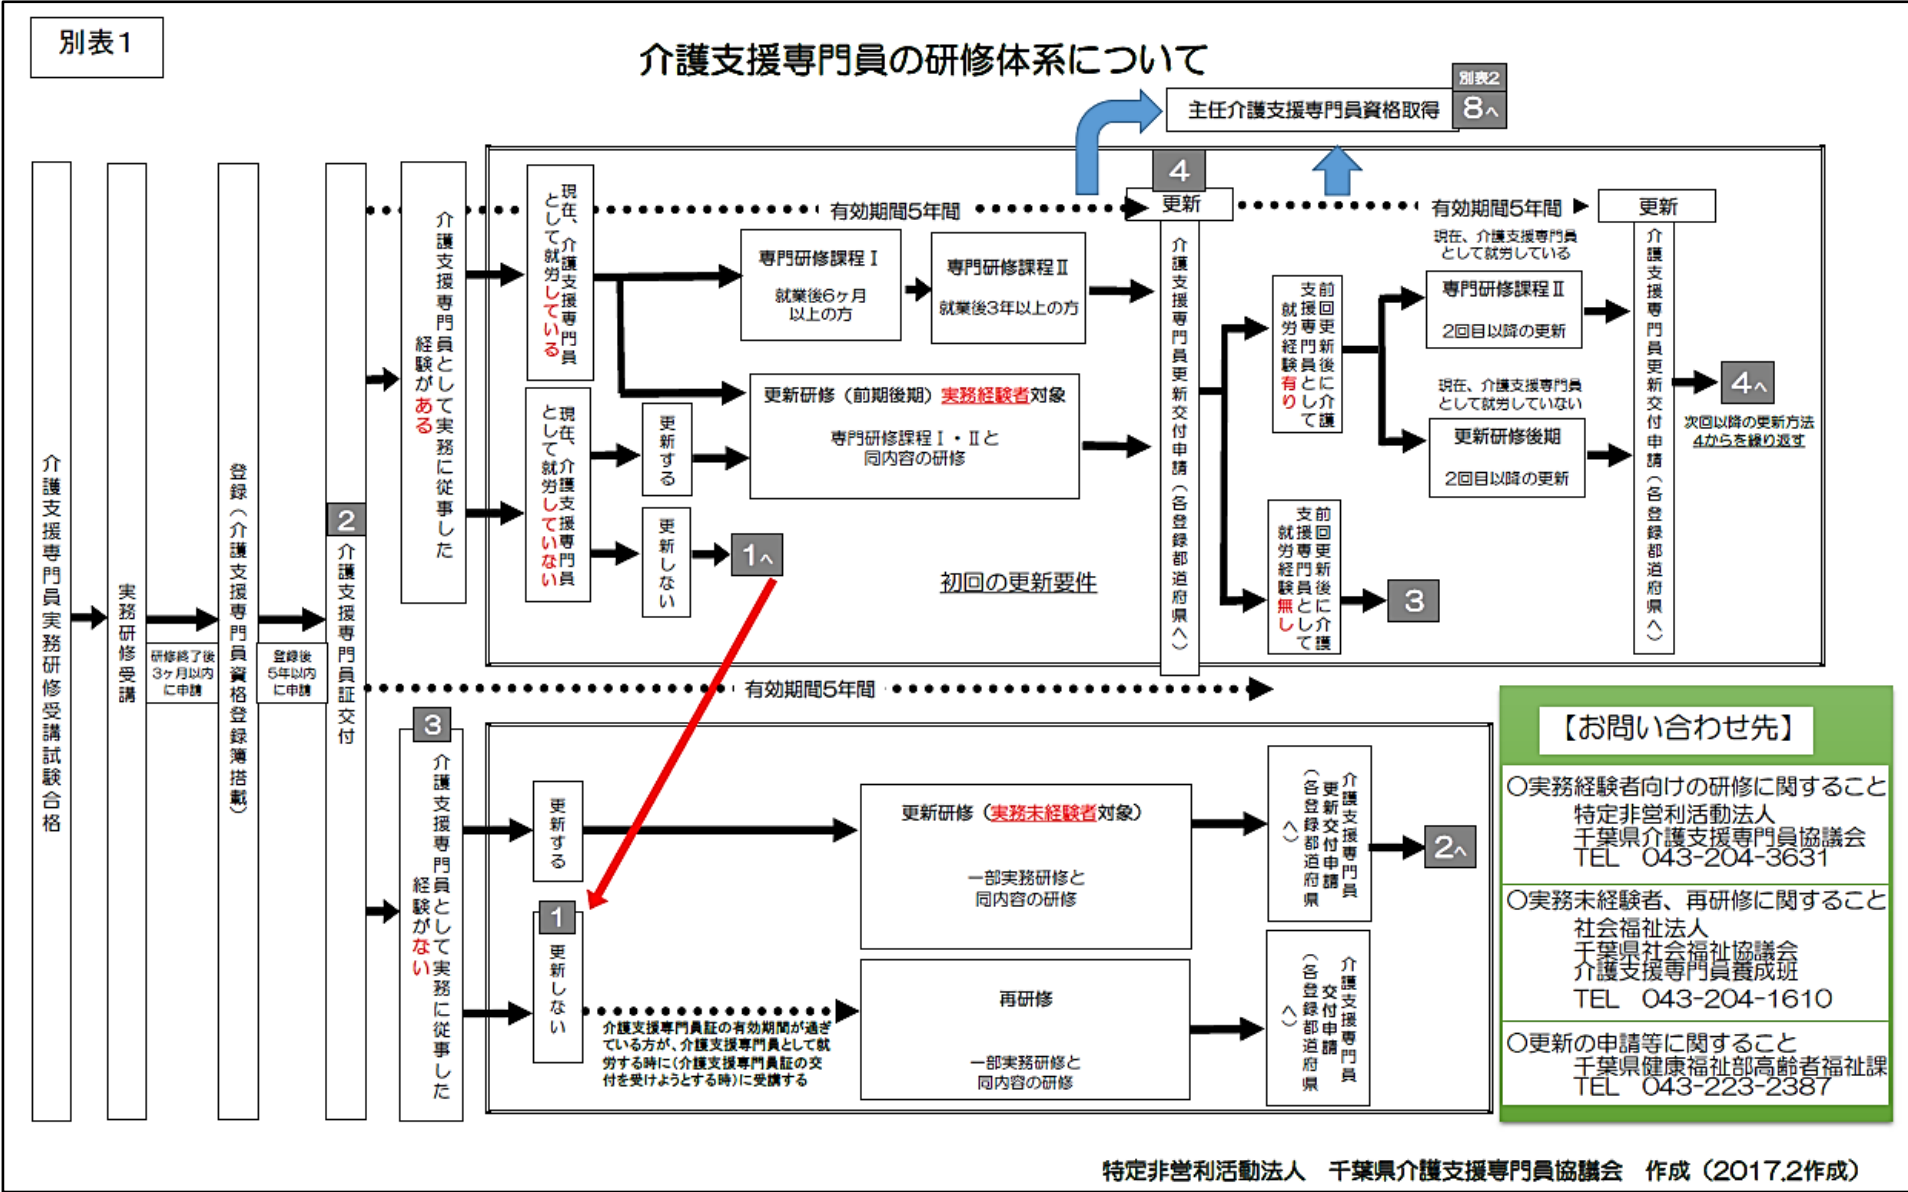 別表1
介護支援専門員の研修体系について
別表2
主任介護支援専門員資格取得
8へ
介護支援専門員実務研修受講試験合格
実務研修受講
研修終了後
3ヶ月以内
に申請
登録(介護支援専門員資格登録簿搭載)
登録後
5年以内
に申請
2
介護支援専門員証交付
介護支援専門員として実務に従事した
経験がある
有効期間5年間
現在、介護支援専門員
として就労している
専門研修課程Ⅰ
就業後6ヶ月
以上の方
専門研修課程Ⅱ
就業後3年以上の方
更新研修(前期後期)実務経験者対象
専門研修課程Ⅰ・Ⅱと
同内容の研修
現在、介護支援専門員
として就労していない
更新する
更新しない
1へ
初回の更新要件
4
更新
介護支援専門員更新交付申請(各登録都道府県へ)
有効期間5年間
前回更新後に介護
支援専門員として
就労経験有り
現在、介護支援専門員
として就労している
専門研修課程Ⅱ
2回目以降の更新
現在、介護支援専門員
として就労していない
更新研修後期
2回目以降の更新
前回更新後に介護
支援専門員として
就労経験無し
3
更新
介護支援専門員更新交付申請(各登録都道府県へ)
4へ
次回以降の更新方法
4からを繰り返す
有効期間5年間
3
介護支援専門員として実務に従事した
経験がない
更新する
更新研修(実務未経験者対象)
一部実務研修と
同内容の研修
介護支援専門員
更新交付申請
(各登録都道府県
へ)
2へ
1
更新しない
介護支援専門員証の有効期間が過ぎ
ている方が、介護支援専門員として就
労する時に(介護支援専門員証の交
付を受けようとする時)に受講する
再研修
一部実務研修と
同内容の研修
介護支援専門員
交付申請
(各登録都道府県
へ)
【お問い合わせ先】
○実務経験者向けの研修に関すること
特定非営利活動法人
千葉県介護支援専門員協議会
TEL 043-204-3631
○実務未経験者、再研修に関すること
社会福祉法人
千葉県社会福祉協議会
介護支援専門員養成班
TEL 043-204-1610
○更新の申請等に関すること
千葉県健康福祉部高齢者福祉課
TEL 043-223-2387
特定非営利活動法人 千葉県介護支援専門員協議会 作成(2017.2作成)